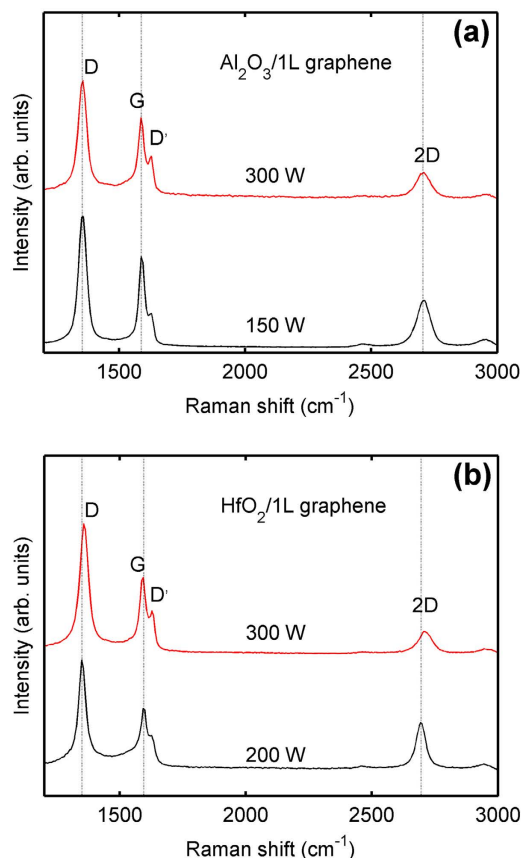 (a)
Al₂O₃/1L graphene
D
G
D'
2D
300 W
150 W
Intensity (arb. units)
1500 2000 2500 3000
Raman shift (cm⁻¹)
(b)
HfO₂/1L graphene
D
G
D'
2D
300 W
200 W
Intensity (arb. units)
1500 2000 2500 3000
Raman shift (cm⁻¹)